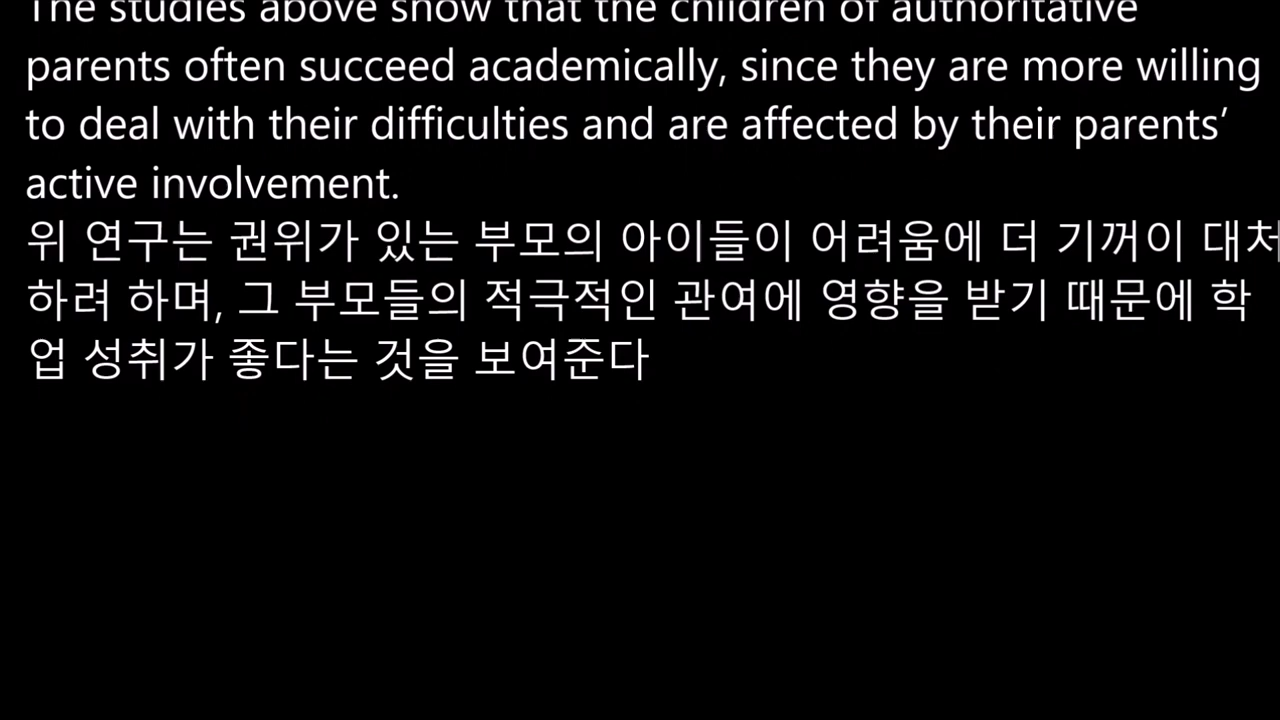 The studies above show that the children of authoritative
parents often succeed academically, since they are more willing
to deal with their difficulties and are affected by their parents’
active involvement.
위 연구는 권위가 있는 부모의 아이들이 어려움에 더 기꺼이 대처
하려 하며, 그 부모들의 적극적인 관여에 영향을 받기 때문에 학
업 성취가 좋다는 것을 보여준다